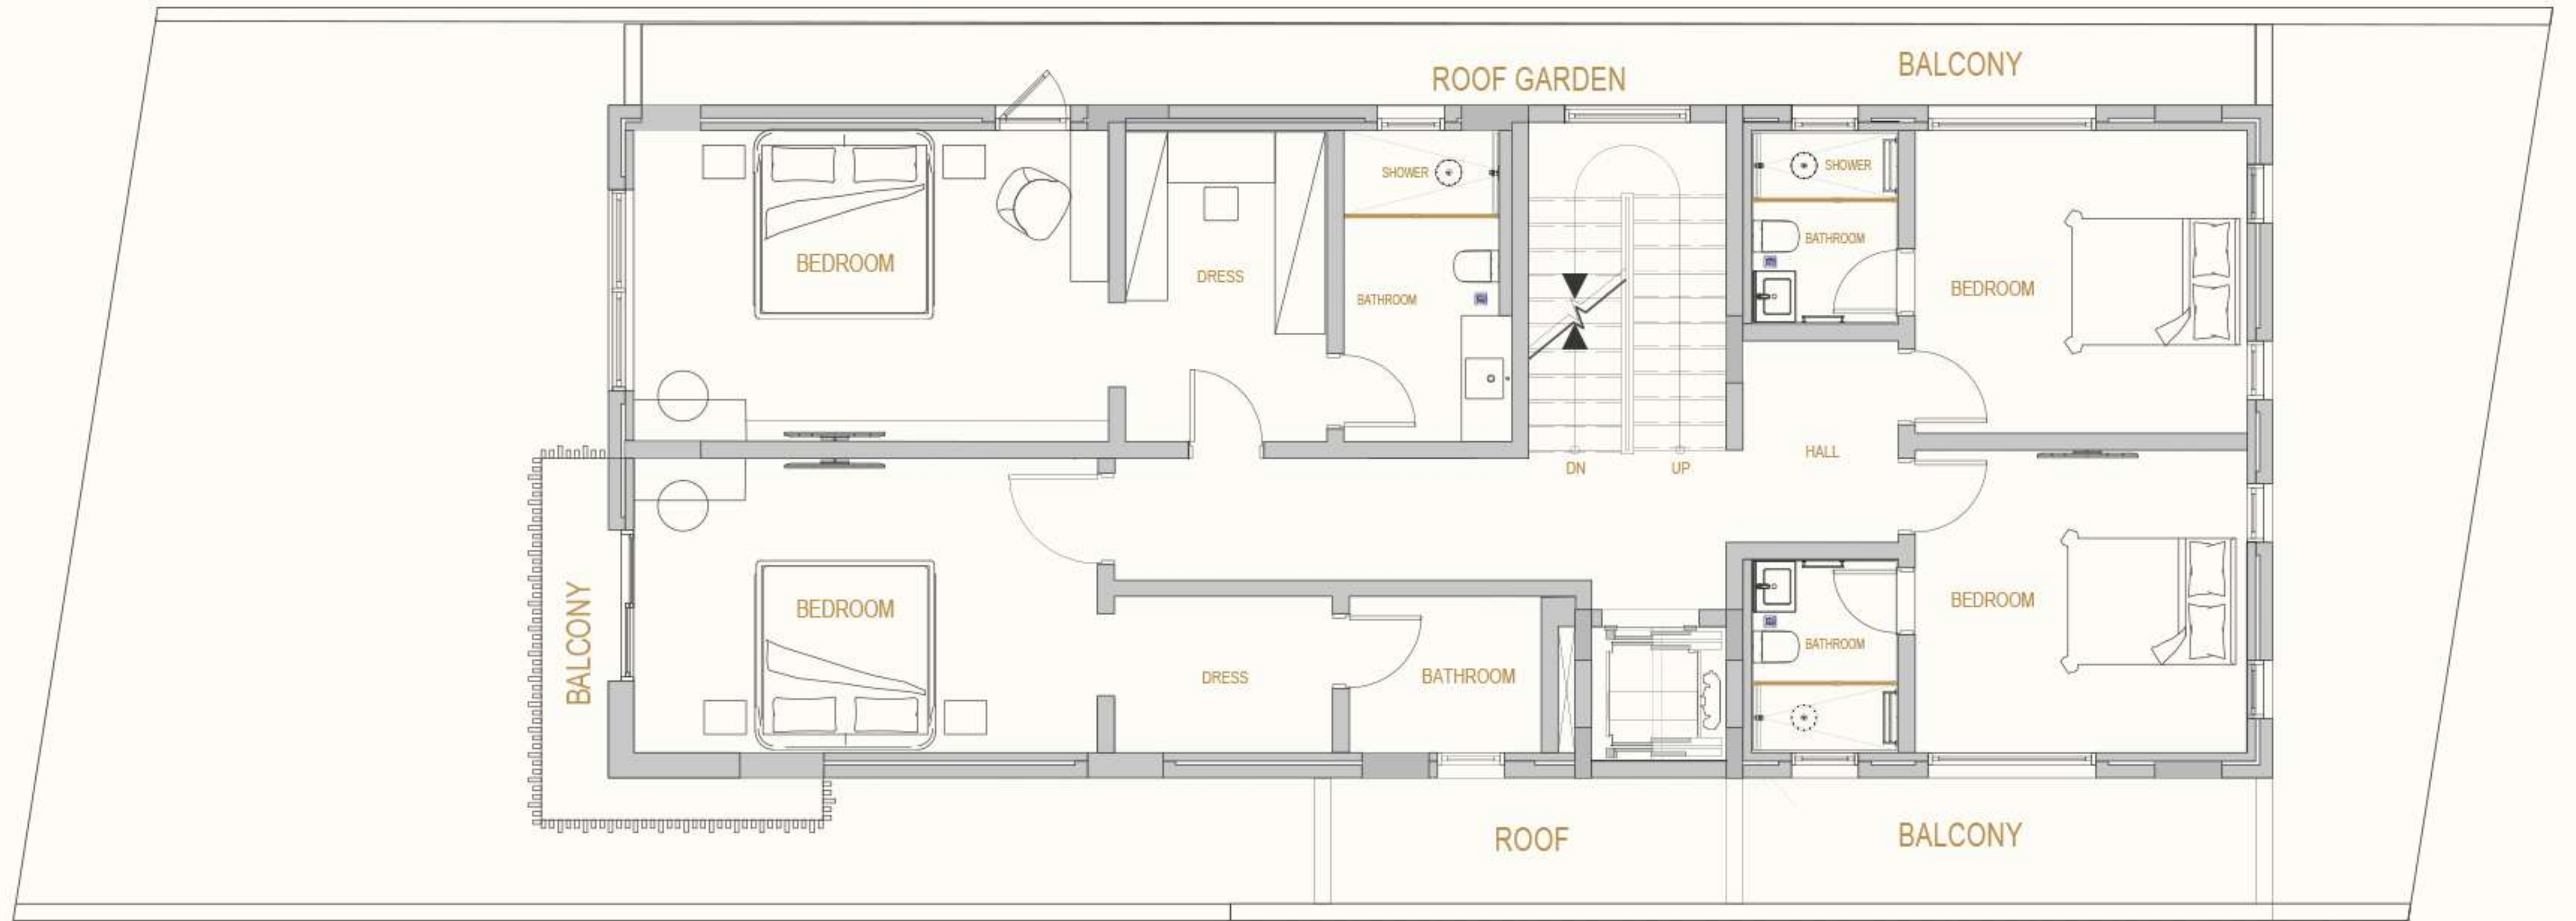 BALCONY
ROOF GARDEN
SHOWER
SHOWER
BATHROOM
BEDROOM
DRESS
BEDROOM
BATHROOM
HALL
DN
UP
BALCONY
BEDROOM
BEDROOM
BATHROOM
DRESS
BATHROOM
ROOF
BALCONY